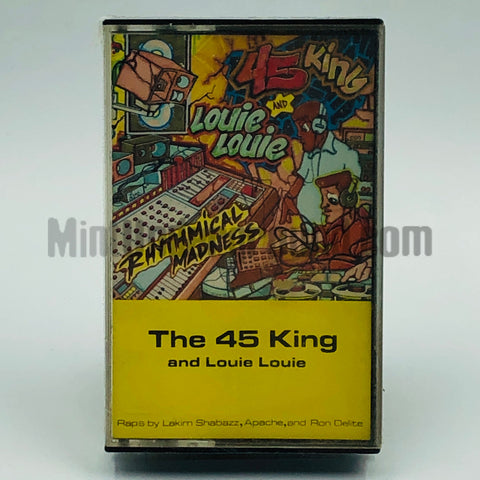 45 King
AND
Louie
Louie
RHYTHMICAL
MADNESS
The 45 King
and Louie Louie
Raps by Lakim Shabazz, Apache, and Ron Delite